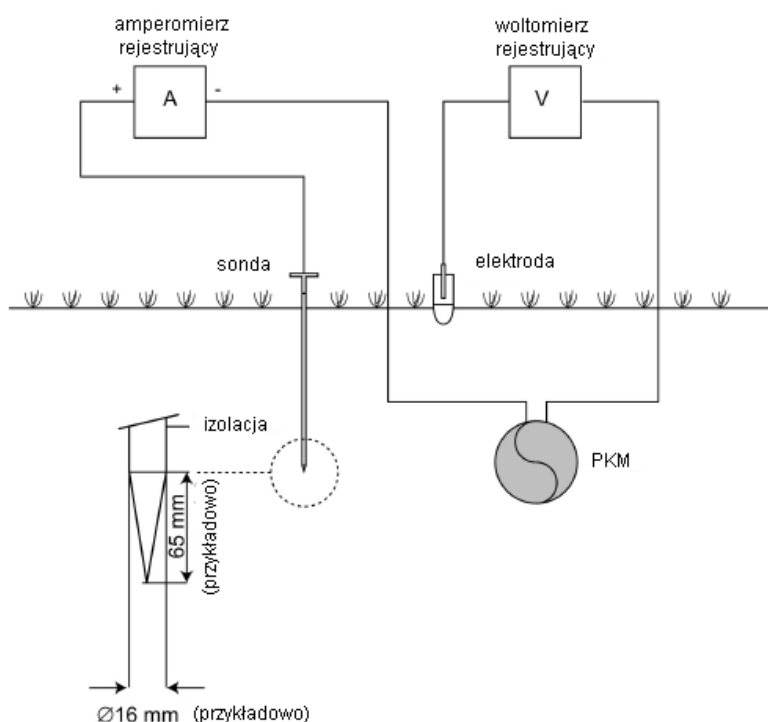 amperomierz
rejestrujący
woltomierz
rejestrujący
+ A -
V
sonda
elektroda
izolacja
PKM
65 mm
(przykładowo)
Ø16 mm (przykładowo)